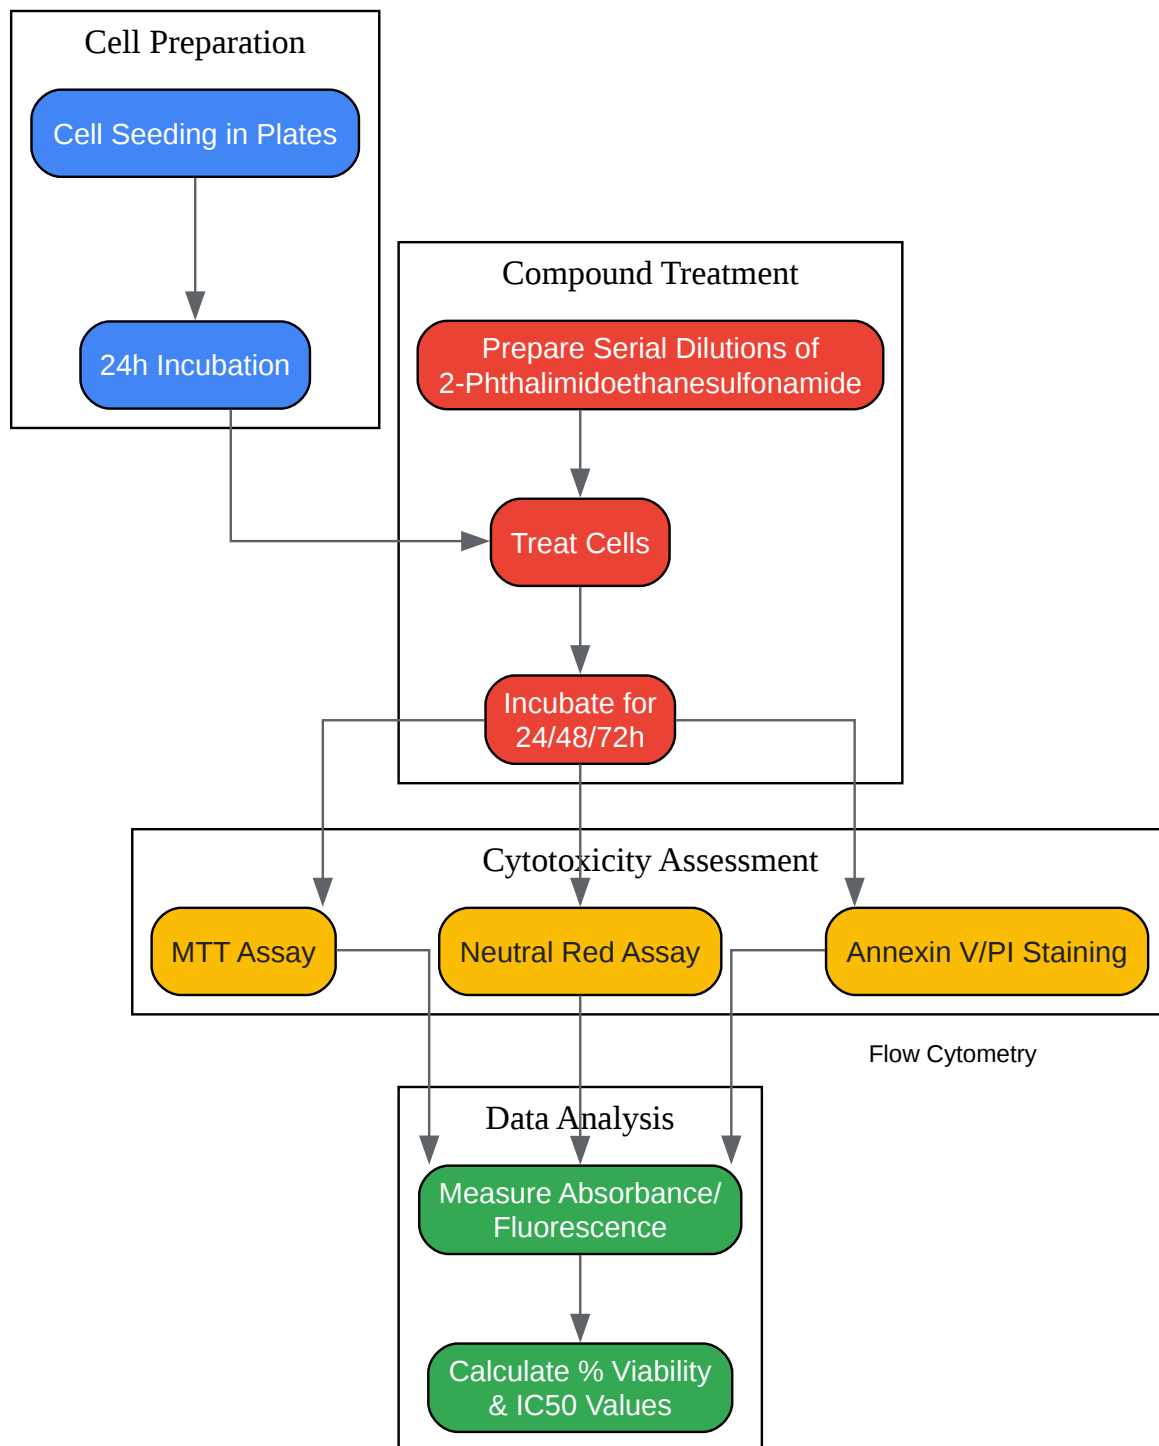 Cell Preparation
Cell Seeding in Plates
24h Incubation
Compound Treatment
Prepare Serial Dilutions of
2-Phthalimidoethanesulfonamide
Treat Cells
Incubate for
24/48/72h
Cytotoxicity Assessment
MTT Assay
Neutral Red Assay
Annexin V/PI Staining
Flow Cytometry
Data Analysis
Measure Absorbance/
Fluorescence
Calculate % Viability
& IC50 Values